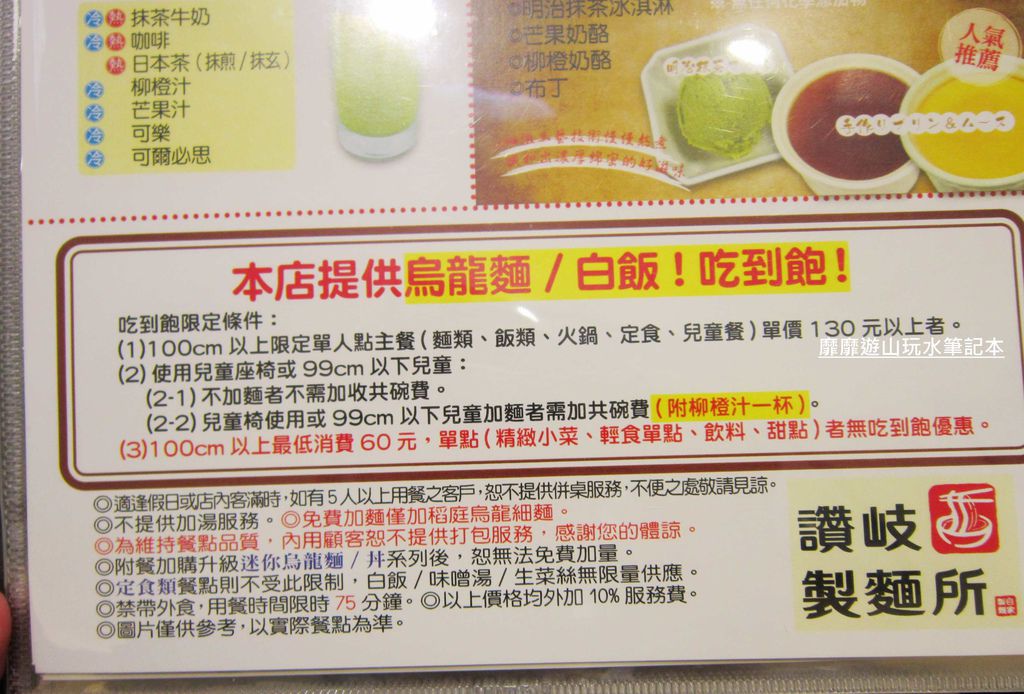 冷 熱 抹茶牛奶
冷 熱 咖啡
熱 日本茶(抹煎/抹玄)
冷 柳橙汁
冷 芒果汁
冷 可樂
冷 可爾必思
◎明治抹茶冰淇淋
◎芒果奶酪
◎柳橙奶酪
◎布丁
人氣
推薦
手作りプリン&ムース
本店提供烏龍麵/白飯!吃到飽!
吃到飽限定條件:
(1)100cm 以上限定單人點主餐(麵類、飯類、火鍋、定食、兒童餐)單價 130 元以上者。
(2) 使用兒童座椅或 99cm 以下兒童:
(2-1) 不加麵者不需加收共碗費。
(2-2) 兒童椅使用或 99cm 以下兒童加麵者需加共碗費(附柳橙汁一杯)。
(3)100cm 以上最低消費 60 元,單點(精緻小菜、輕食單點、飲料、甜點)者無吃到飽優惠。
靡靡遊山玩水筆記本
◎適逢假日或店內客滿時,如有5人以上用餐之客戶,恕不提供併桌服務,不便之處敬請見諒。
◎不提供加湯服務。◎免費加麵僅加稻庭烏龍細麵。
◎為維持餐點品質,內用顧客恕不提供打包服務,感謝您的體諒。
◎附餐加購升級迷你烏龍麵/丼系列後,恕無法免費加量。
◎定食類餐點則不受此限制,白飯/味噌湯/生菜絲無限量供應。
◎禁帶外食,用餐時間限時 75 分鐘。◎以上價格均外加 10% 服務費。
◎圖片僅供參考,以實際餐點為準。
讚岐
製麵所